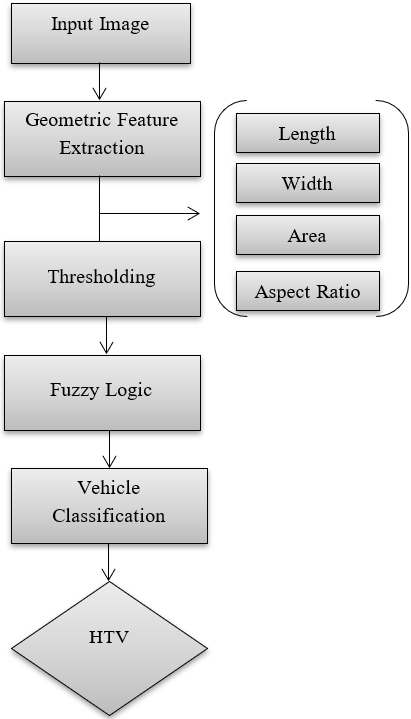 Input Image
Geometric Feature
Extraction
Length
Width
Area
Aspect Ratio
Thresholding
Fuzzy Logic
Vehicle
Classification
HTV